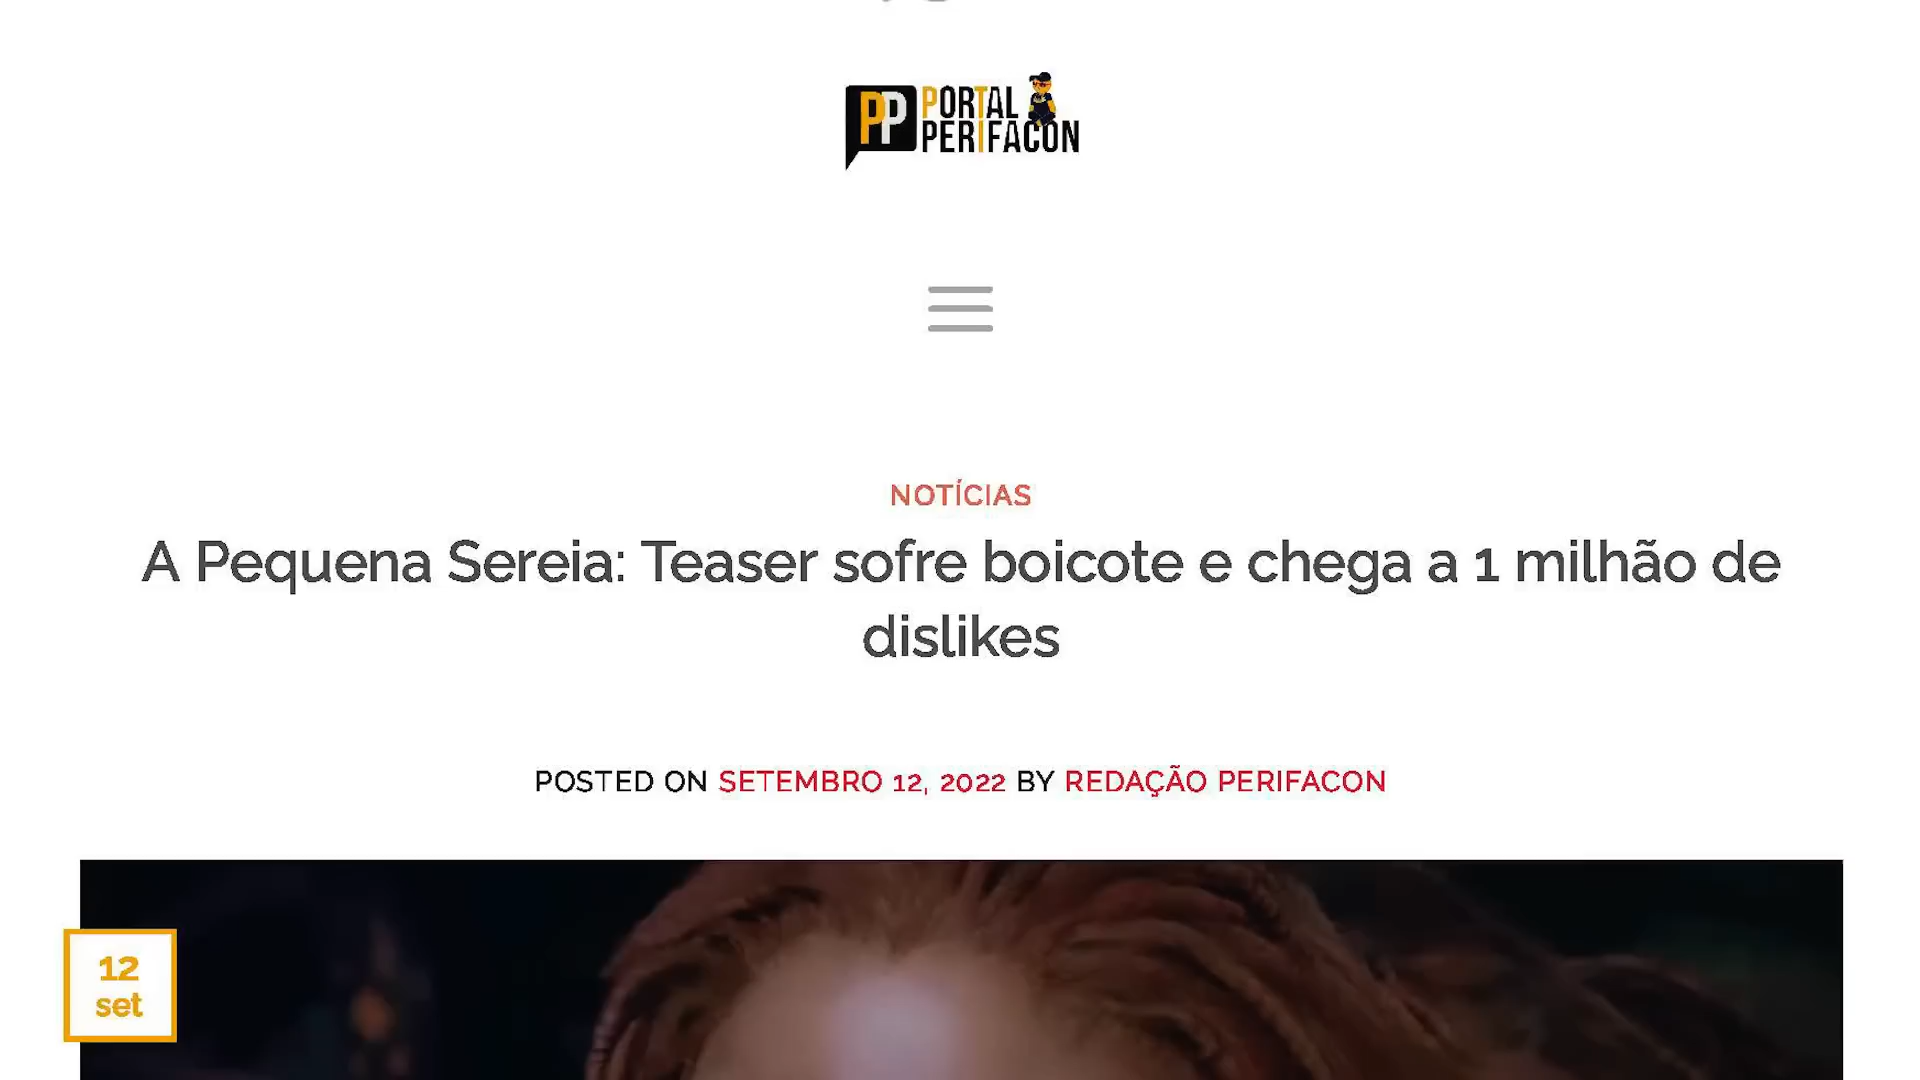 PP PORTAL
PERIFACON
NOTÍCIAS
A Pequena Sereia: Teaser sofre boicote e chega a 1 milhão de
dislikes
POSTED ON SETEMBRO 12, 2022 BY REDAÇÃO PERIFACON
12
set